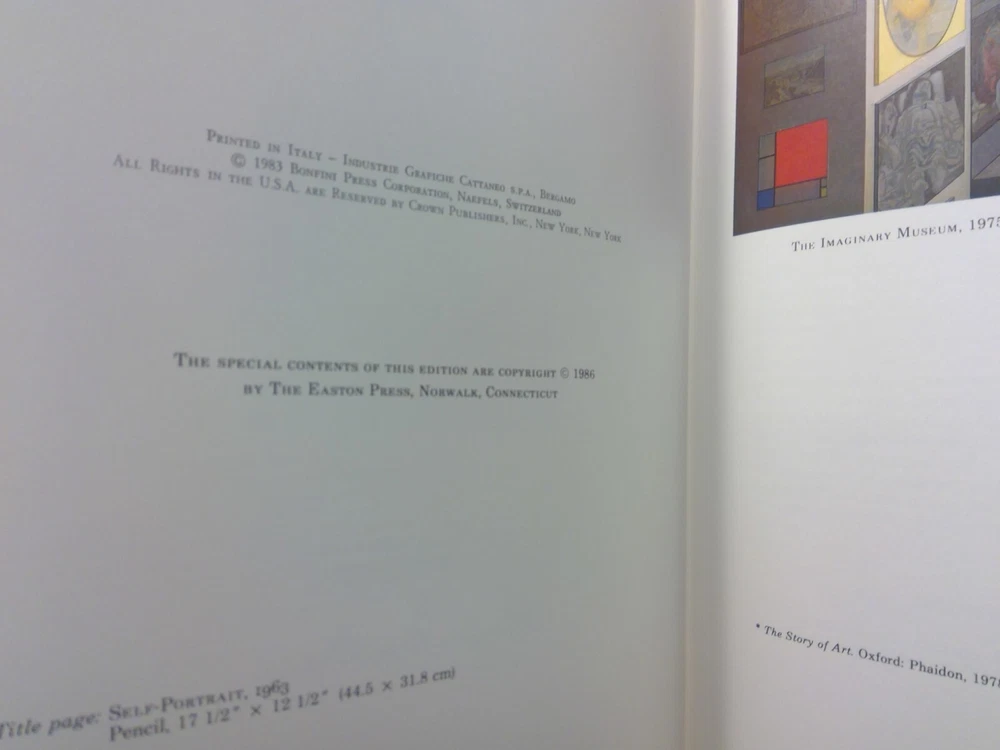 PRINTED IN ITALY – INDUSTRIE GRAFICHE CATTANEO S.P.A., BERGAMO
© 1983 BONFINI PRESS CORPORATION, NAEFELS, SWITZERLAND
ALL RIGHTS IN THE U.S.A. ARE RESERVED BY CROWN PUBLISHERS, INC., NEW YORK, NEW YORK
THE SPECIAL CONTENTS OF THIS EDITION ARE COPYRIGHT © 1986
BY THE EASTON PRESS, NORWALK, CONNECTICUT
Title page: SELF-PORTRAIT, 1963
Pencil, 17 1/2" × 12 1/2" (44.5 × 31.8 cm)
THE IMAGINARY MUSEUM, 1975
* The Story of Art. Oxford: Phaidon, 1978